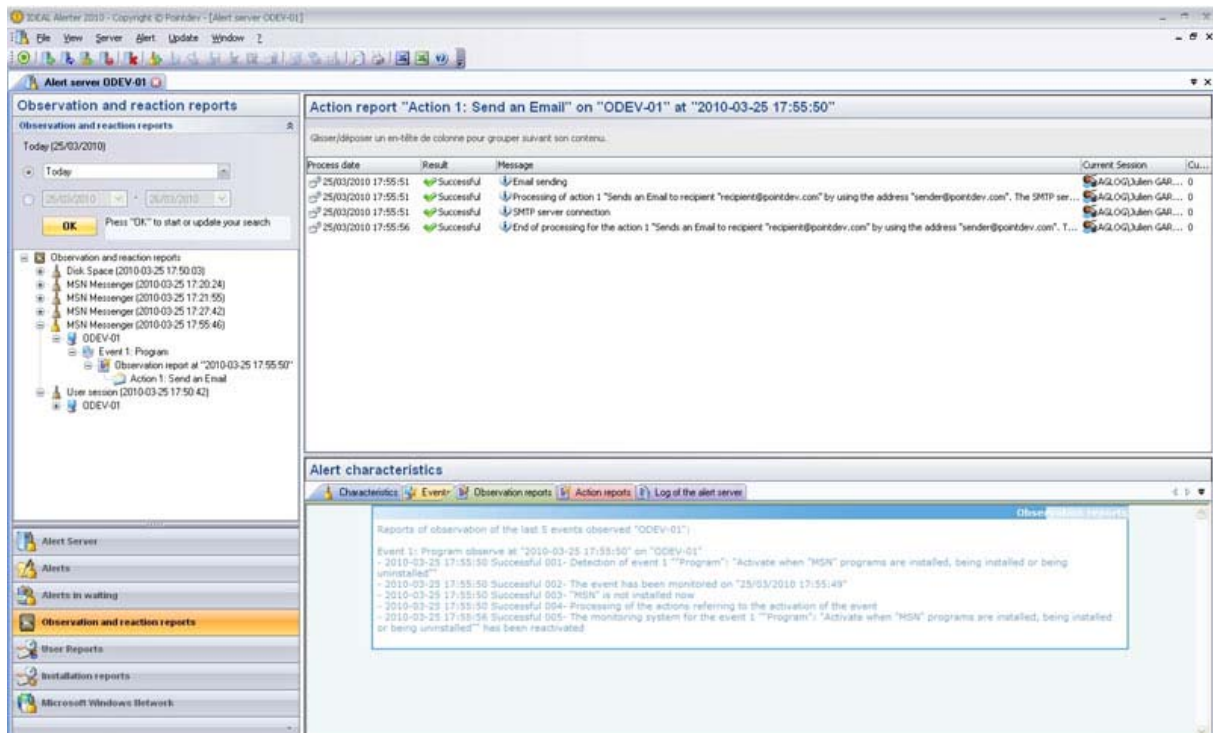 IDEAL Alerter 2010 - Copyright © Pointdev - [Alert server ODEV-01]
File View Server Alert Update Window ?
Alert server ODEV-01
Observation and reaction reports
Observation and reaction reports
Today (25/03/2010)
Today
OK
Press "OK" to start or update your search
Observation and reaction reports
Disk Space (2010-03-25 17:50:03)
MSN Messenger (2010-03-25 17:20:24)
MSN Messenger (2010-03-25 17:21:55)
MSN Messenger (2010-03-25 17:27:42)
MSN Messenger (2010-03-25 17:55:46)
ODEV-01
Event 1: Program
Observation report at "2010-03-25 17:55:50"
Action 1: Send an Email
User session (2010-03-25 17:50:42)
ODEV-01
Alert Server
Alerts
Alerts in waiting
Observation and reaction reports
User Reports
Installation reports
Microsoft Windows Network
Action report "Action 1: Send an Email" on "ODEV-01" at "2010-03-25 17:55:50"
Glisser/déposer un en-tête de colonne pour grouper suivant son contenu.
Process date Result Message Current Session Cu...
25/03/2010 17:55:51 Successful Email sending AGLOG\Julien GAR... 0
25/03/2010 17:55:51 Successful Processing of action 1 "Sends an Email to recipient "recipient@pointdev.com" by using the address "sender@pointdev.com". The SMTP ser... AGLOG\Julien GAR... 0
25/03/2010 17:55:51 Successful SMTP server connection AGLOG\Julien GAR... 0
25/03/2010 17:55:56 Successful End of processing for the action 1 "Sends an Email to recipient "recipient@pointdev.com" by using the address "sender@pointdev.com". T... AGLOG\Julien GAR... 0
Alert characteristics
Characteristics Events Observation reports Action reports Log of the alert server
Observation reports
Reports of observation of the last 5 events observed "ODEV-01":
Event 1: Program observe at "2010-03-25 17:55:50" on "ODEV-01"
- 2010-03-25 17:55:50 Successful 001- Detection of event 1 ""Program": "Activate when "MSN" programs are installed, being installed or being
uninstalled""
- 2010-03-25 17:55:50 Successful 002- The event has been monitored on "25/03/2010 17:55:49"
- 2010-03-25 17:55:50 Successful 003- "MSN" is not installed now
- 2010-03-25 17:55:50 Successful 004- Processing of the actions referring to the activation of the event
- 2010-03-25 17:55:56 Successful 005- The monitoring system for the event 1 ""Program": "Activate when "MSN" programs are installed, being installed
or being uninstalled"" has been reactivated